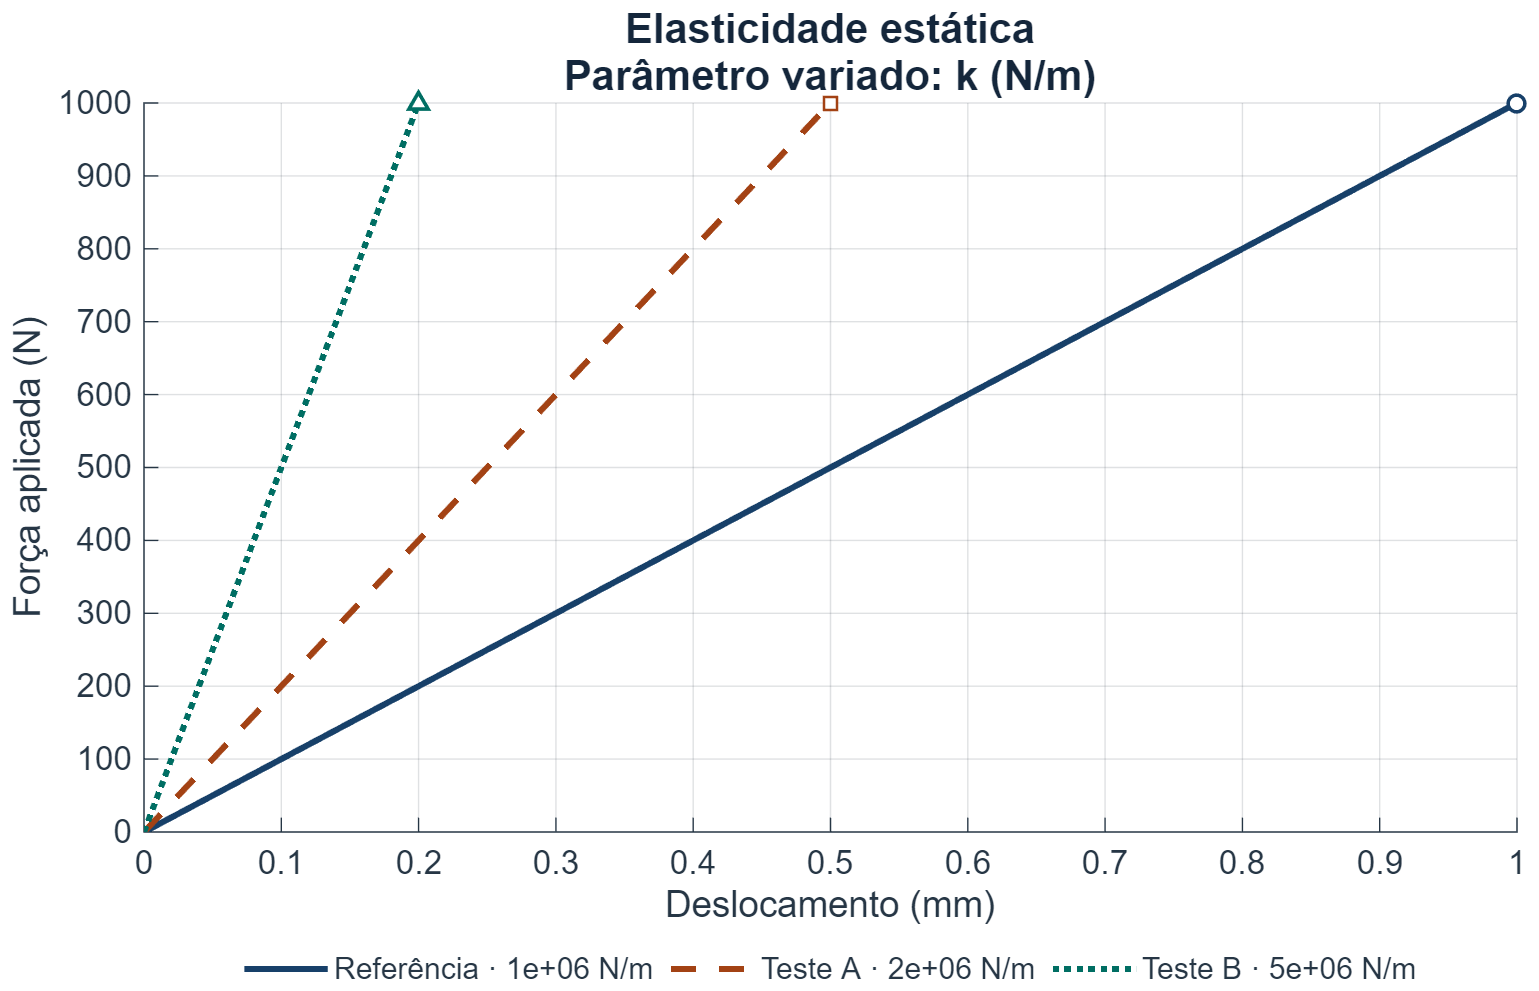 Elasticidade estática
Parâmetro variado: k (N/m)
1000
900
800
700
600
500
400
300
200
100
0
Força aplicada (N)
0 0.1 0.2 0.3 0.4 0.5 0.6 0.7 0.8 0.9 1
Deslocamento (mm)
Referência · 1e+06 N/m Teste A · 2e+06 N/m Teste B · 5e+06 N/m